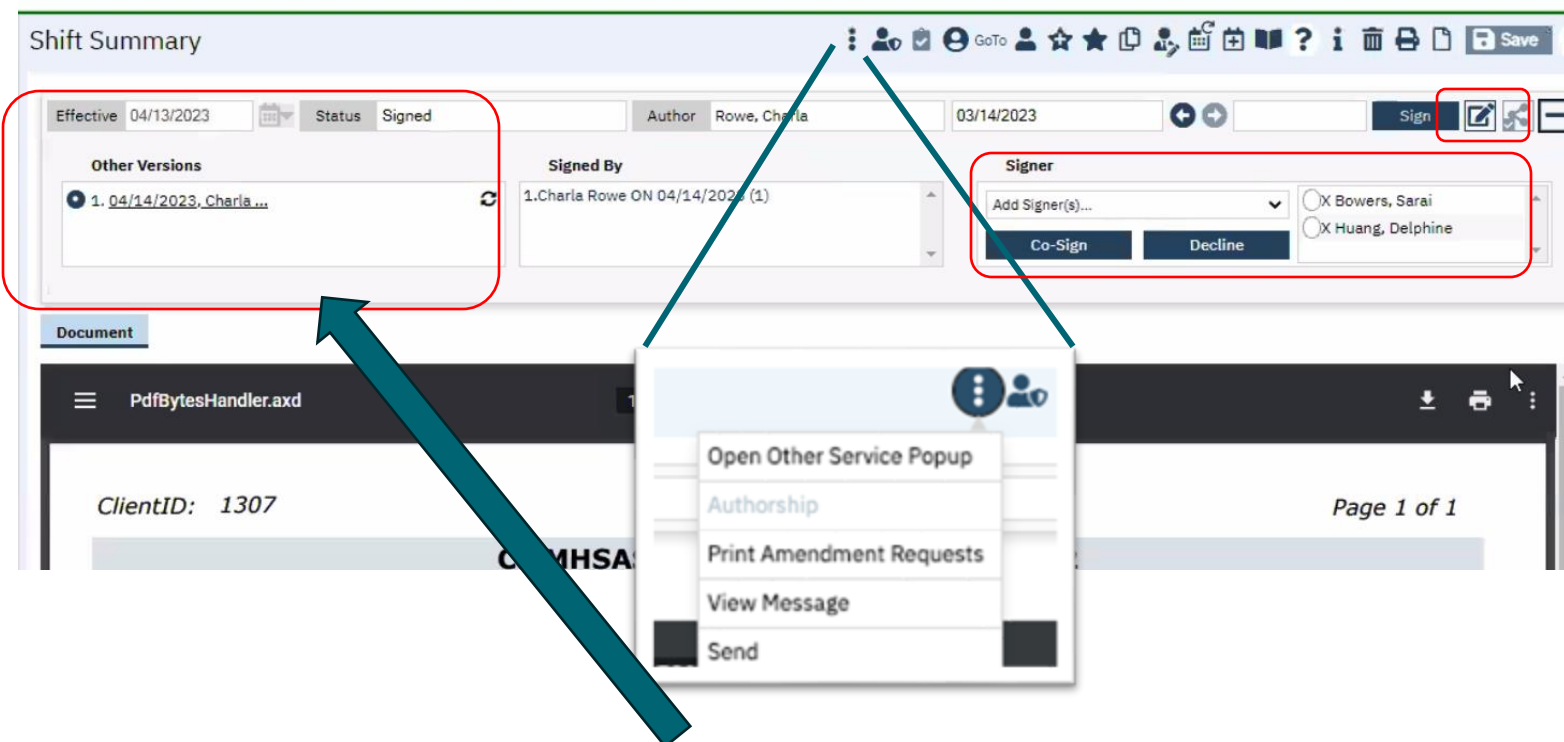 Shift Summary
GoTo
Save
Effective 04/13/2023 Status Signed Author Rowe, Charla 03/14/2023 Sign
Other Versions Signed By Signer
1. 04/14/2023, Charla ... 1.Charla Rowe ON 04/14/2023 (1) Add Signer(s)... X Bowers, Sarai
X Huang, Delphine
Co-Sign Decline
Document
PdfBytesHandler.axd
ClientID: 1307 Page 1 of 1
Open Other Service Popup
Authorship
Print Amendment Requests
View Message
Send